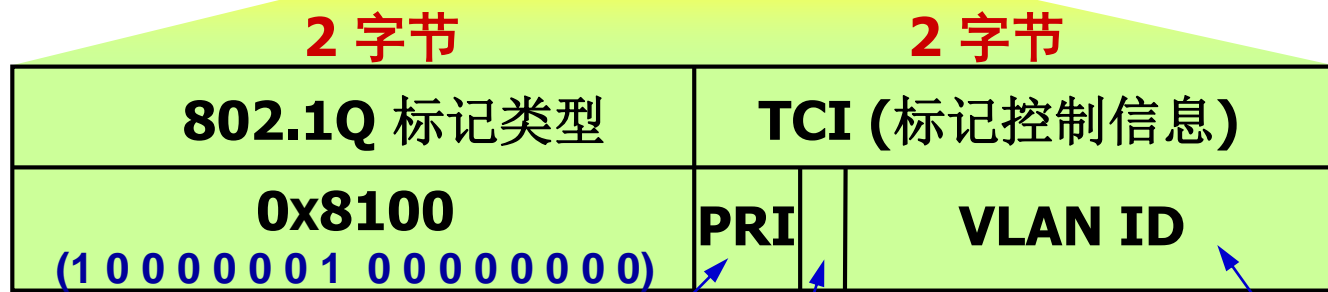 2 字节 2 字节
802.1Q 标记类型 TCI (标记控制信息)
0x8100 PRI VLAN ID
(1 0 0 0 0 0 0 1 0 0 0 0 0 0 0 0)